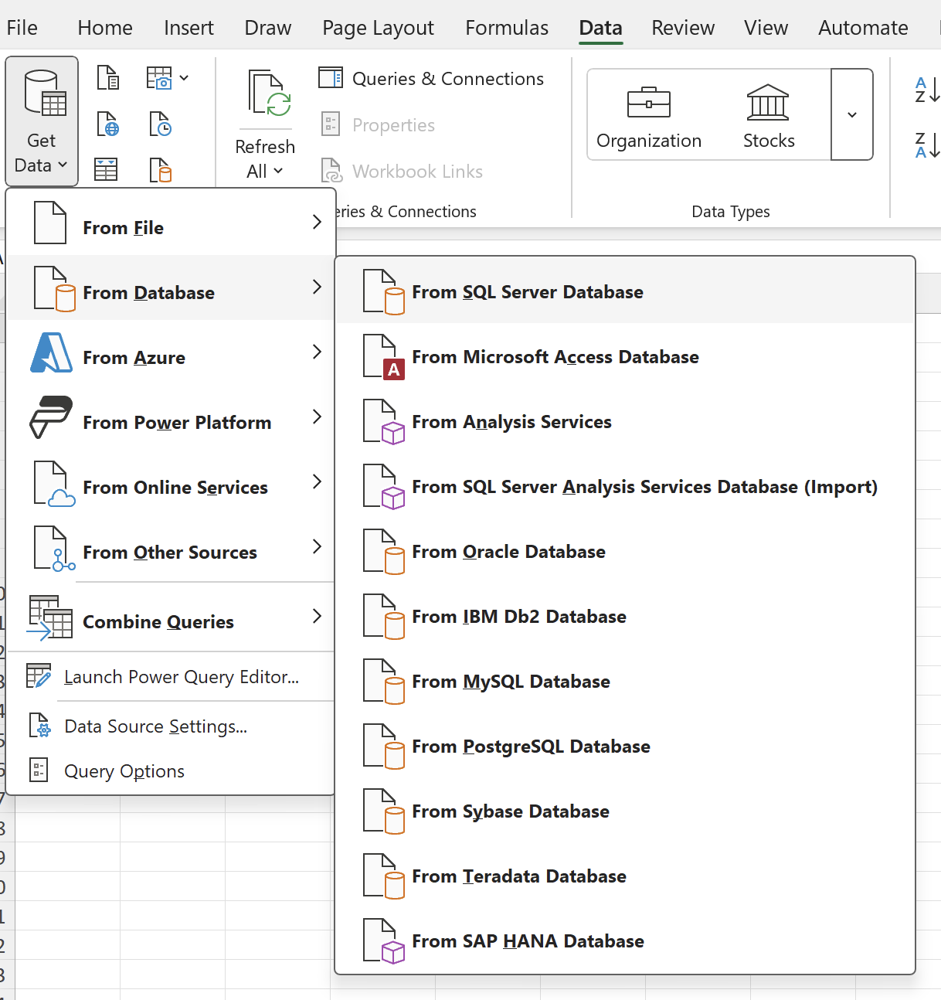 File Home Insert Draw Page Layout Formulas Data Review View Automate
Get Data
Refresh All
Queries & Connections
Properties
Workbook Links
eries & Connections
Organization
Stocks
Data Types
A
Z
Z
A
From File
From Database
From Azure
From Power Platform
From Online Services
From Other Sources
Combine Queries
Launch Power Query Editor...
Data Source Settings...
Query Options
From SQL Server Database
From Microsoft Access Database
From Analysis Services
From SQL Server Analysis Services Database (Import)
From Oracle Database
From IBM Db2 Database
From MySQL Database
From PostgreSQL Database
From Sybase Database
From Teradata Database
From SAP HANA Database